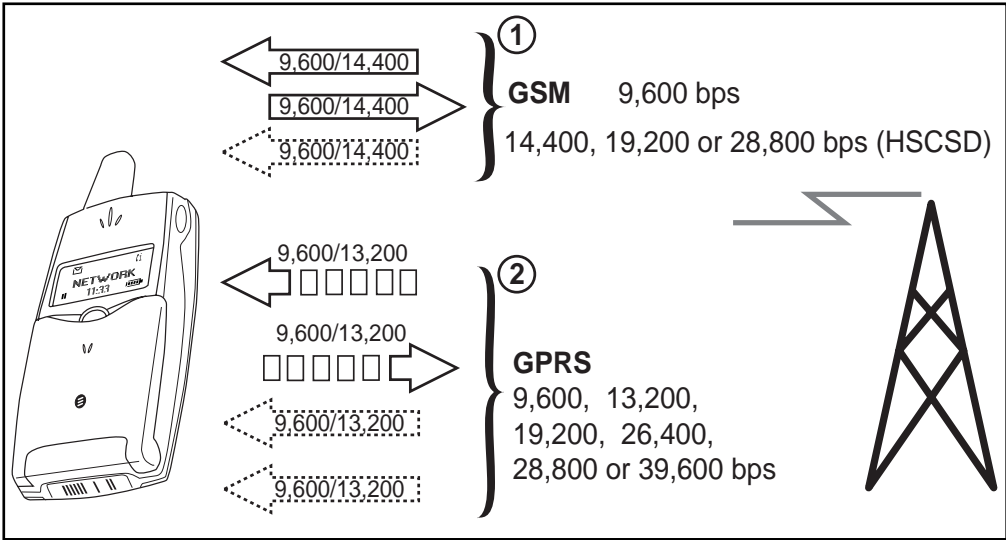 1
9,600/14,400
9,600/14,400
9,600/14,400
GSM 9,600 bps
14,400, 19,200 or 28,800 bps (HSCSD)
NETWORK
11:33
2
9,600/13,200
9,600/13,200
9,600/13,200
9,600/13,200
GPRS
9,600, 13,200,
19,200, 26,400,
28,800 or 39,600 bps